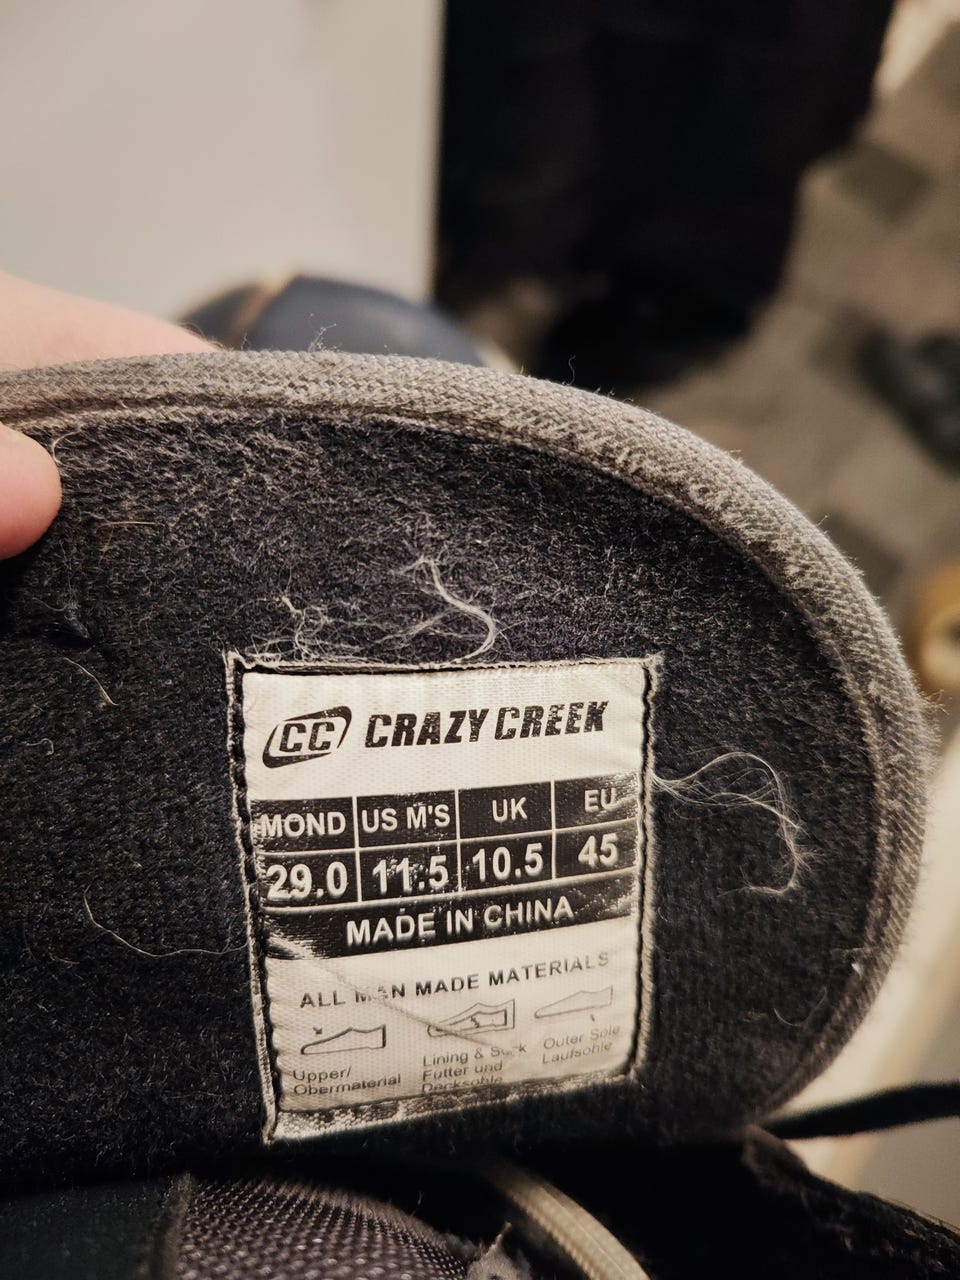 CC CRAZY CREEK
MOND US M'S UK EU
29.0 11.5 10.5 45
MADE IN CHINA
ALL MAN MADE MATERIALS
Upper/ Lining & Sock Outer Sole
Obermaterial Futter und Laufsohle
Decksohle